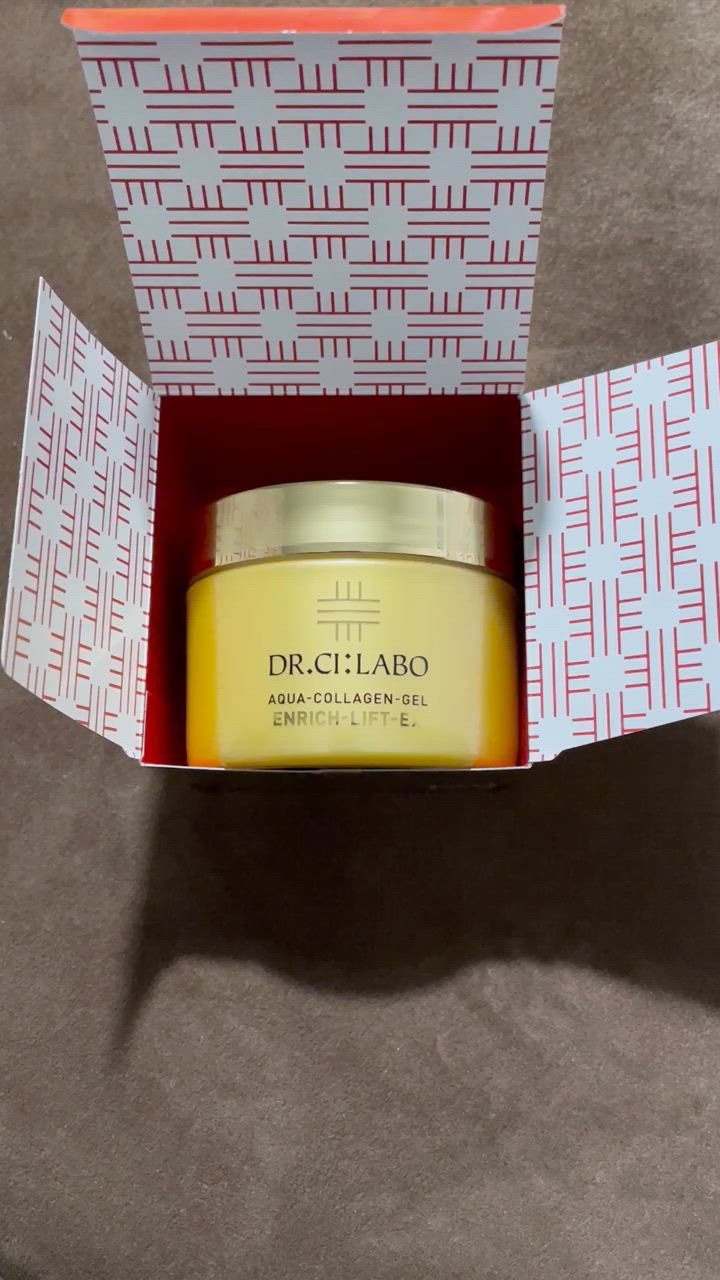 DR.CI:LABO
AQUA-COLLAGEN-GEL
ENRICH-LIFT-E